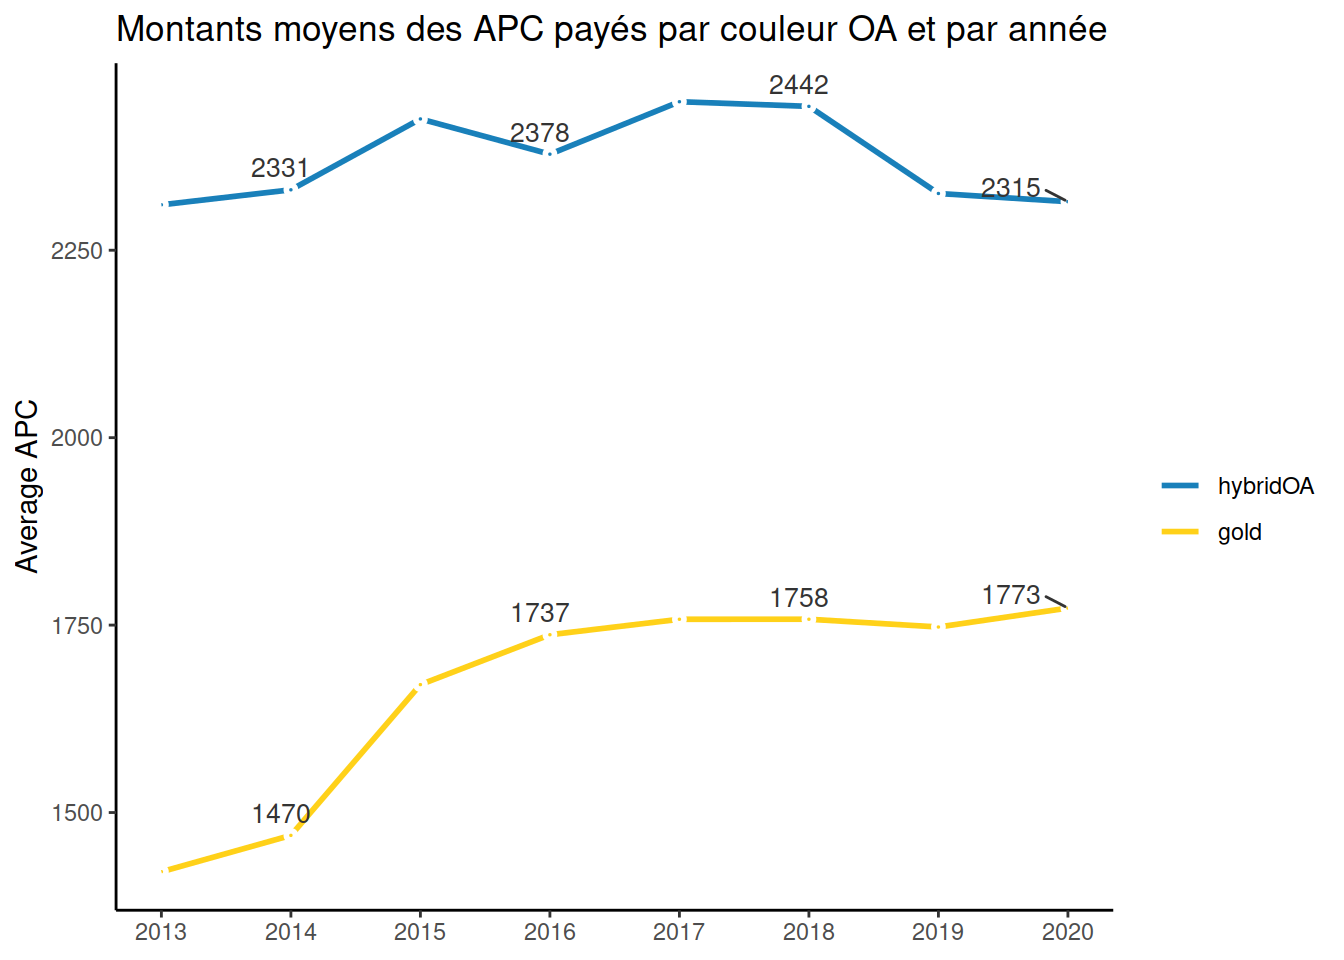 Montants moyens des APC payés par couleur OA et par année
Average APC
2250
2000
1750
1500
2331
2378
2442
2315
1470
1737
1758
1773
2013 2014 2015 2016 2017 2018 2019 2020
hybridOA
gold